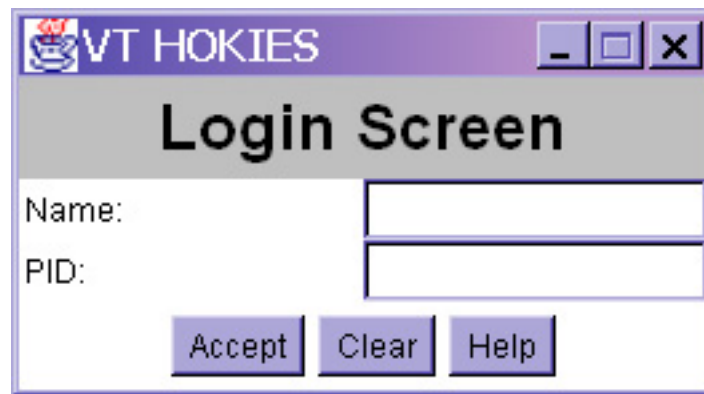 VT HOKIES
Login Screen
Name:
PID:
Accept Clear Help